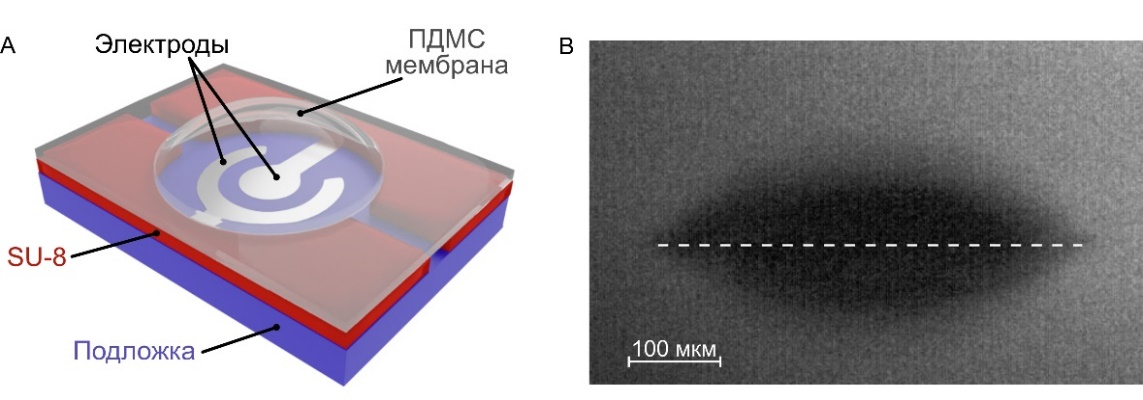 A
Электроды
ПДМС
мембрана
SU-8
Подложка
B
100 мкм